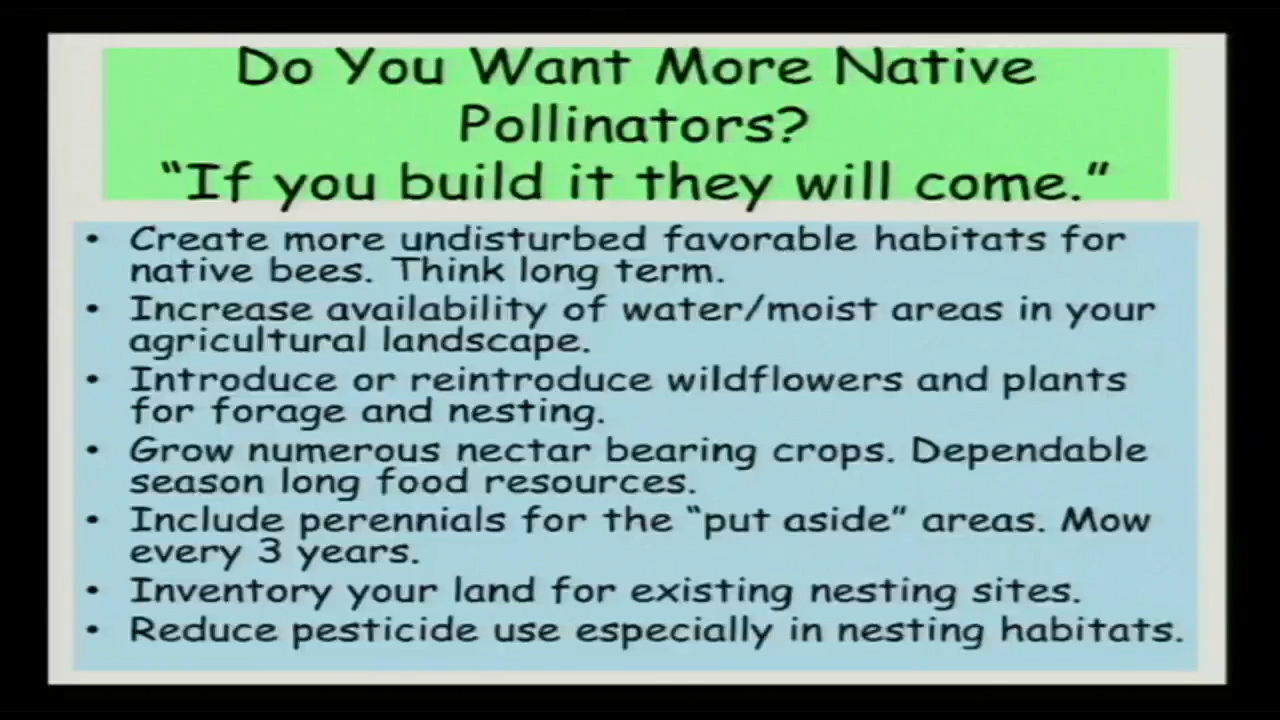 Do You Want More Native
Pollinators?
“If you build it they will come.”
• Create more undisturbed favorable habitats for
native bees. Think long term.
• Increase availability of water/moist areas in your
agricultural landscape.
• Introduce or reintroduce wildflowers and plants
for forage and nesting.
• Grow numerous nectar bearing crops. Dependable
season long food resources.
• Include perennials for the “put aside” areas. Mow
every 3 years.
• Inventory your land for existing nesting sites.
• Reduce pesticide use especially in nesting habitats.